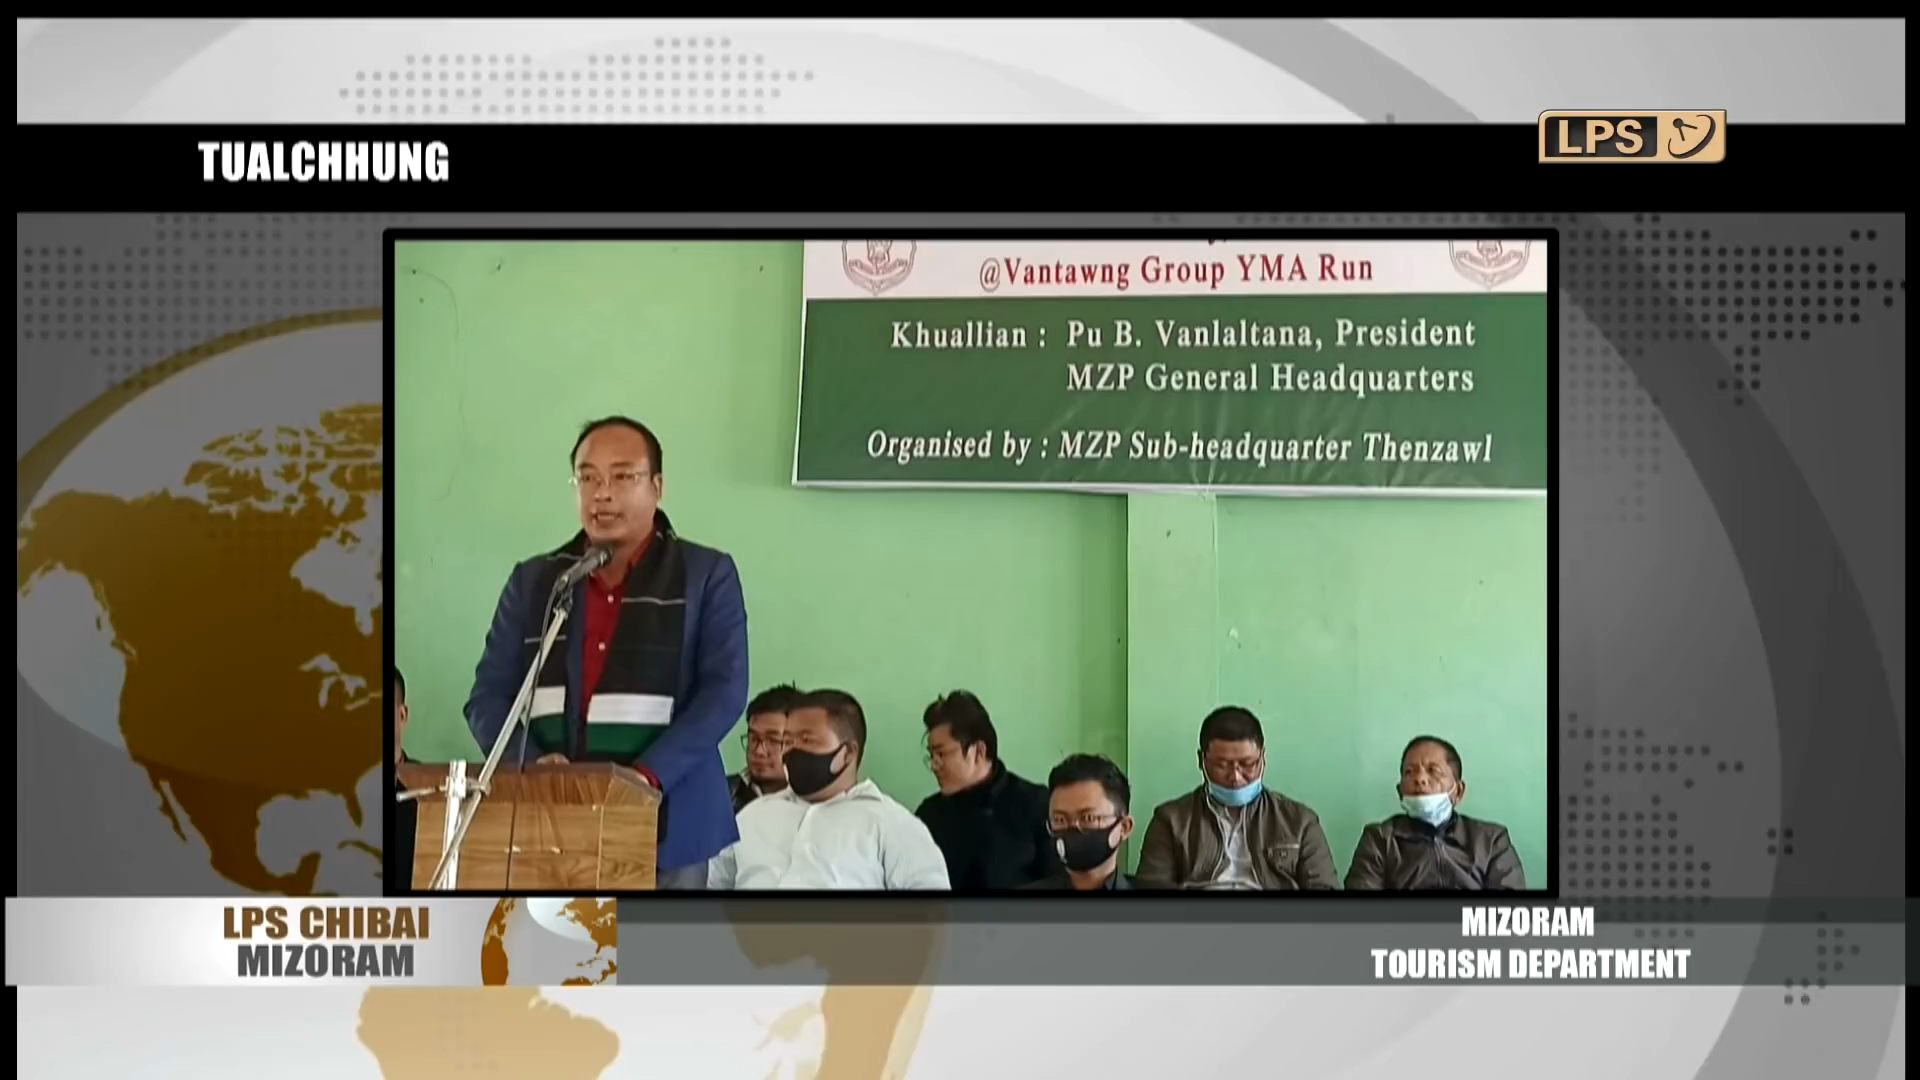 TUALCHHUNG
LPS
@Vantawng Group YMA Run
Khuallian : Pu B. Vanlaltana, President
MZP General Headquarters
Organised by : MZP Sub-headquarter Thenzawl
LPS CHIBAI
MIZORAM
MIZORAM
TOURISM DEPARTMENT